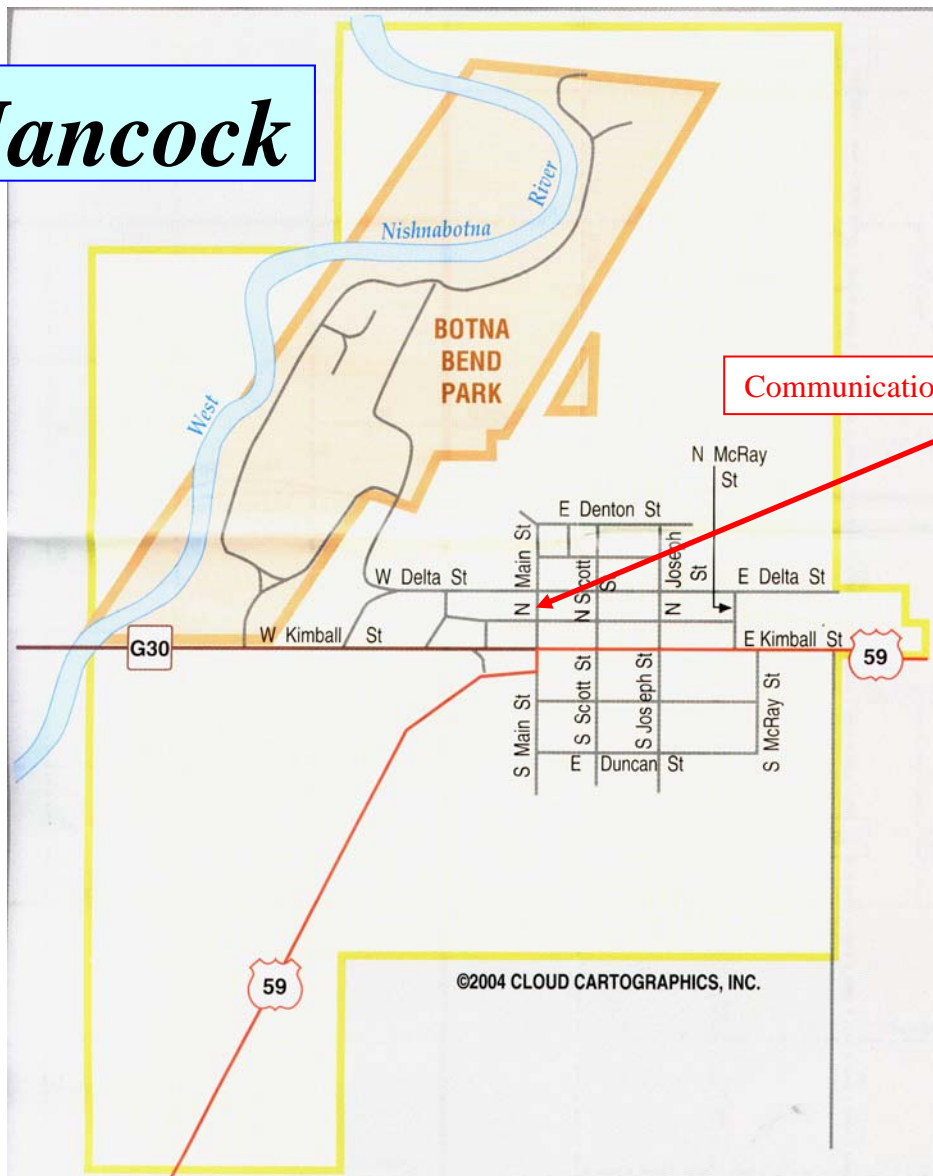 ancock
River
Nishnabotna
BOTNA
BEND
PARK
West
Communicatio
N McRay
St
E Denton St
N Main St
N Scott St
N Joseph St
W Delta St
E Delta St
W Kimball St
E Kimball St
G30
59
S Main St
S Scott St
S Joseph St
S McRay St
E Duncan St
59
©2004 CLOUD CARTOGRAPHICS, INC.